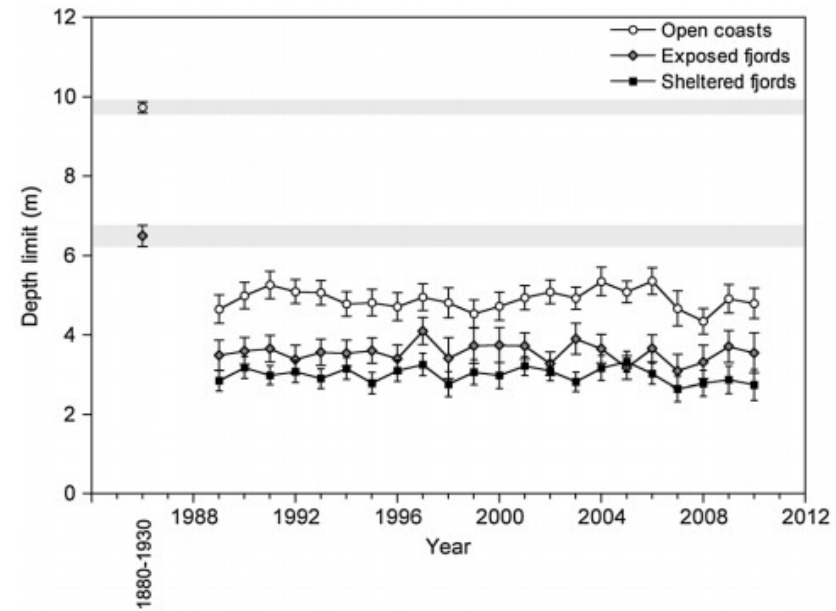 12
10
8
6
4
2
0
Depth limit (m)
Open coasts
Exposed fjords
Sheltered fjords
1988 1992 1996 2000 2004 2008 2012
1880-1930
Year